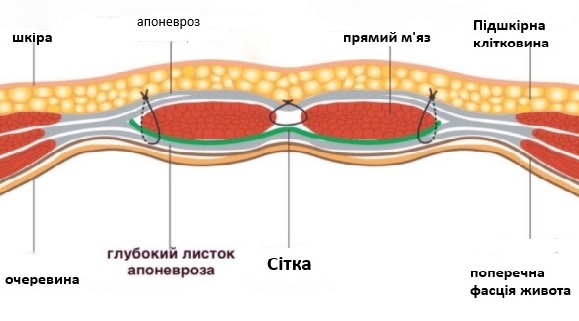 шкіра
апоневроз
прямий м'яз
Підшкірна
клітковина
очеревина
глубокий листок
апоневроза
Сітка
поперечна
фасція живота